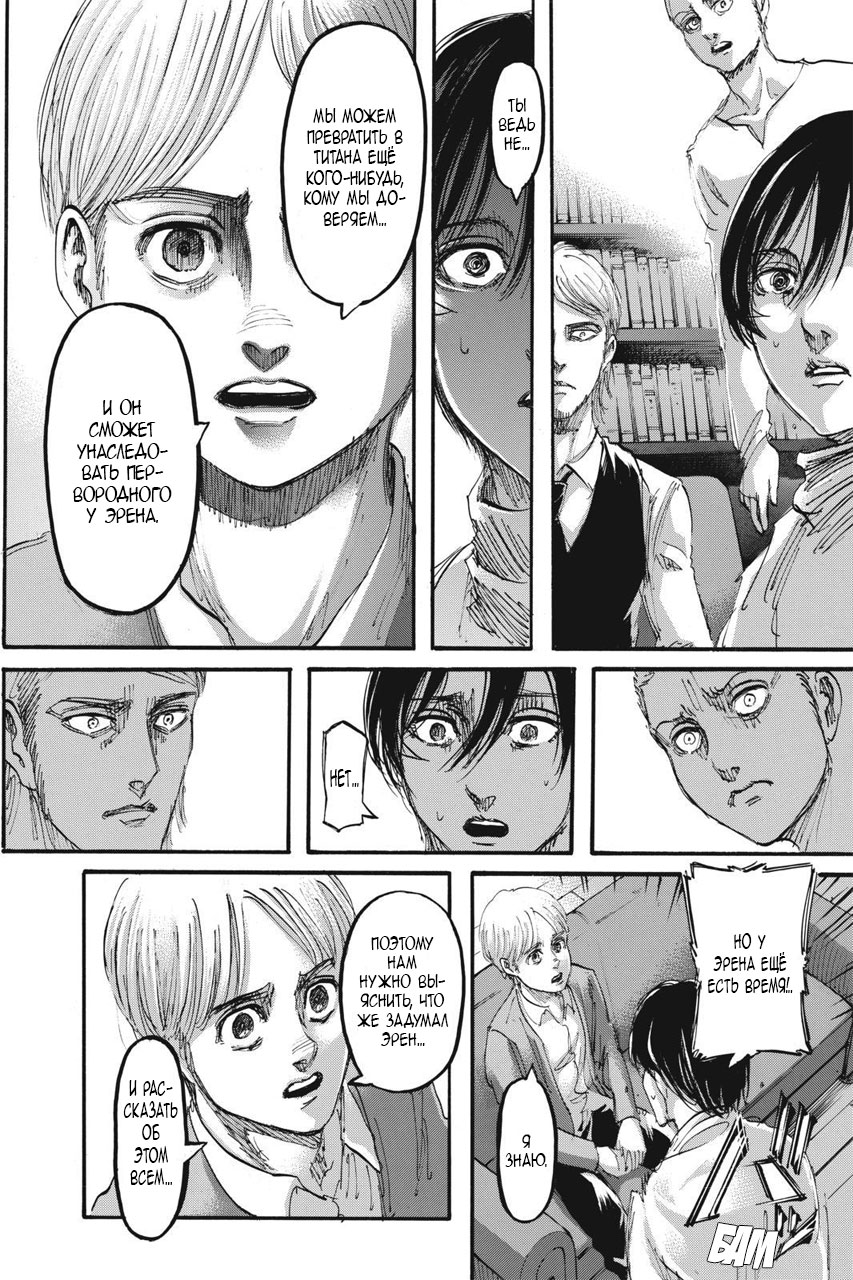 ТЫ
ВЕДЬ
НЕ...
МЫ МОЖЕМ
ПРЕВРАТИТЬ В
ТИТАНА ЕЩЁ
КОГО-НИБУДЬ,
КОМУ МЫ ДО-
ВЕРЯЕМ...
И ОН
СМОЖЕТ
УНАСЛЕДО-
ВАТЬ ПЕР-
ВОРОДНОГО
У ЭРЕНА.
НЕТ...
НО У
ЭРЕНА ЕЩЁ
ЕСТЬ ВРЕМЯ!..
Я
ЗНАЮ.
БАМ
ПОЭТОМУ
НАМ
НУЖНО ВЫ-
ЯСНИТЬ, ЧТО
ЖЕ ЗАДУМАЛ
ЭРЕН...
И РАС-
СКАЗАТЬ
ОБ
ЭТОМ
ВСЕМ...